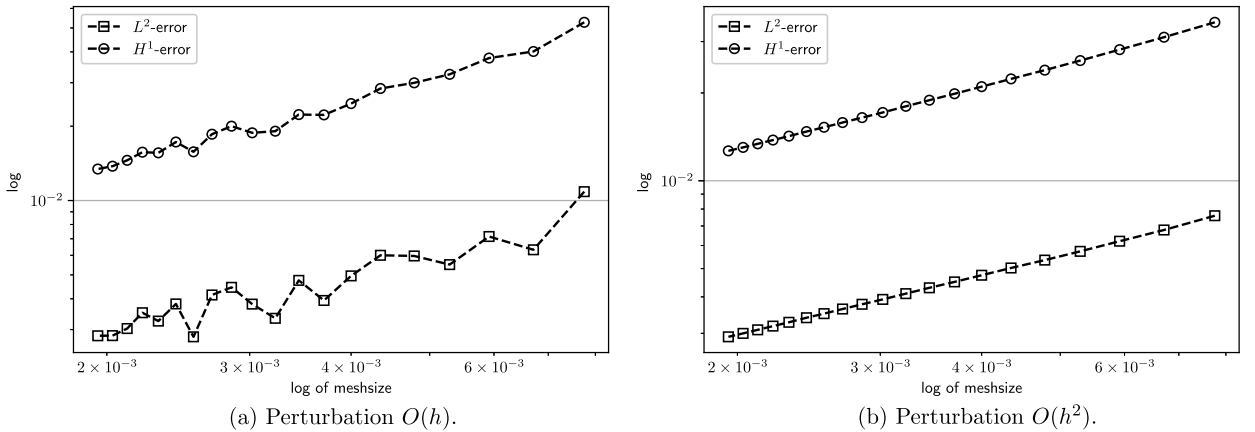 L²-error
H¹-error
log
10⁻²
2 × 10⁻³
3 × 10⁻³
4 × 10⁻³
6 × 10⁻³
log of meshsize
(a) Perturbation O(h).
L²-error
H¹-error
log
10⁻²
2 × 10⁻³
3 × 10⁻³
4 × 10⁻³
6 × 10⁻³
log of meshsize
(b) Perturbation O(h²).